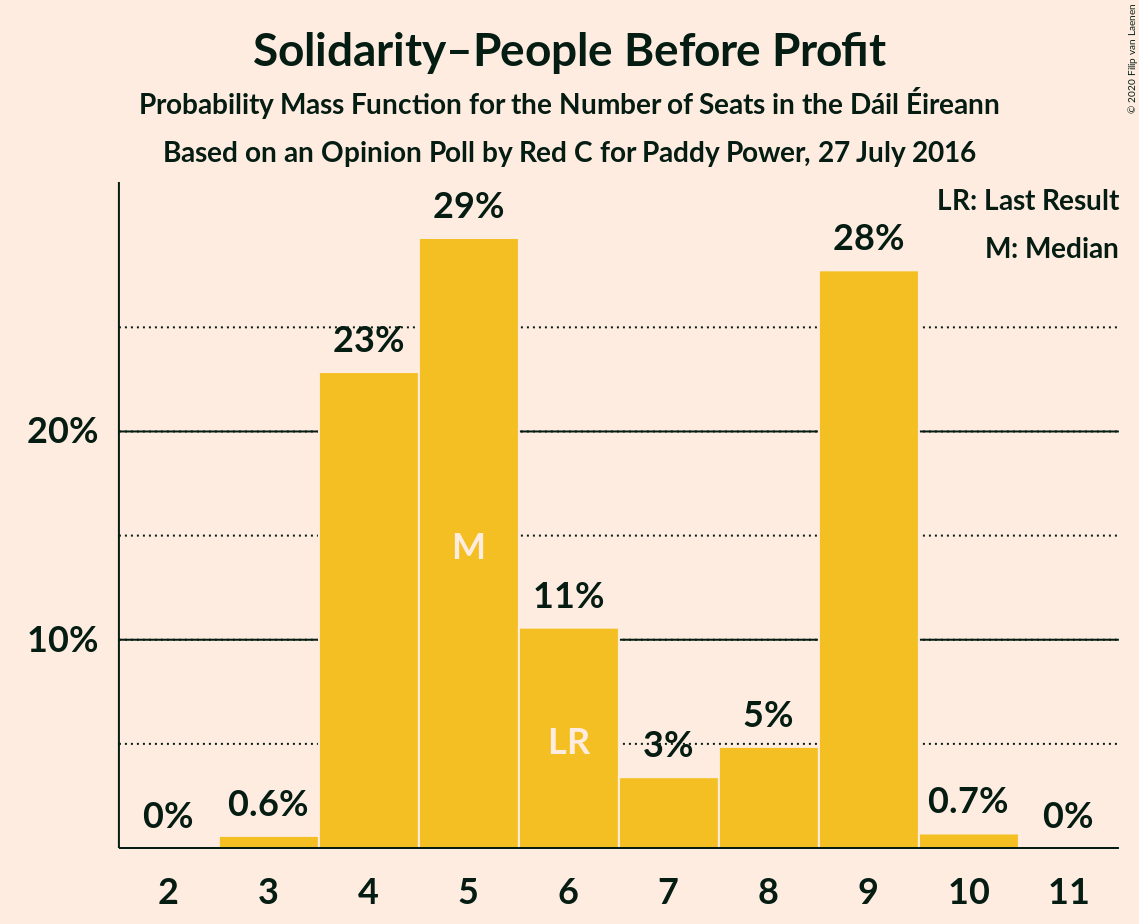 Solidarity–People Before Profit
Probability Mass Function for the Number of Seats in the Dáil Éireann
Based on an Opinion Poll by Red C for Paddy Power, 27 July 2016
© 2020 Filip van Laenen
LR: Last Result
M: Median
29%
28%
23%
20%
M
11%
10%
LR
5%
3%
0.6%
0.7%
0%
0%
2 3 4 5 6 7 8 9 10 11